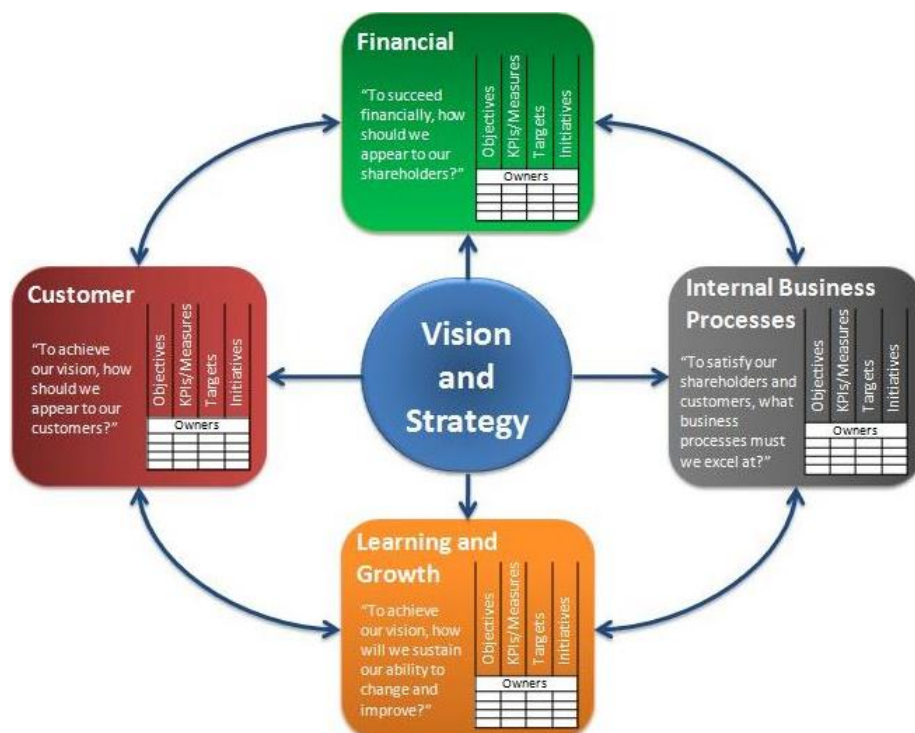 Financial
“To succeed
financially, how
should we
appear to our
shareholders?”
Objectives
KPIs/Measures
Targets
Initiatives
Owners
Customer
“To achieve
our vision, how
should we
appear to our
customers?”
Objectives
KPIs/Measures
Targets
Initiatives
Owners
Vision
and
Strategy
Internal Business
Processes
“To satisfy our
shareholders and
customers, what
business
processes must
we excel at?”
Objectives
KPIs/Measures
Targets
Initiatives
Owners
Learning and
Growth
“To achieve
our vision, how
will we sustain
our ability to
change and
improve?”
Objectives
KPIs/Measures
Targets
Initiatives
Owners